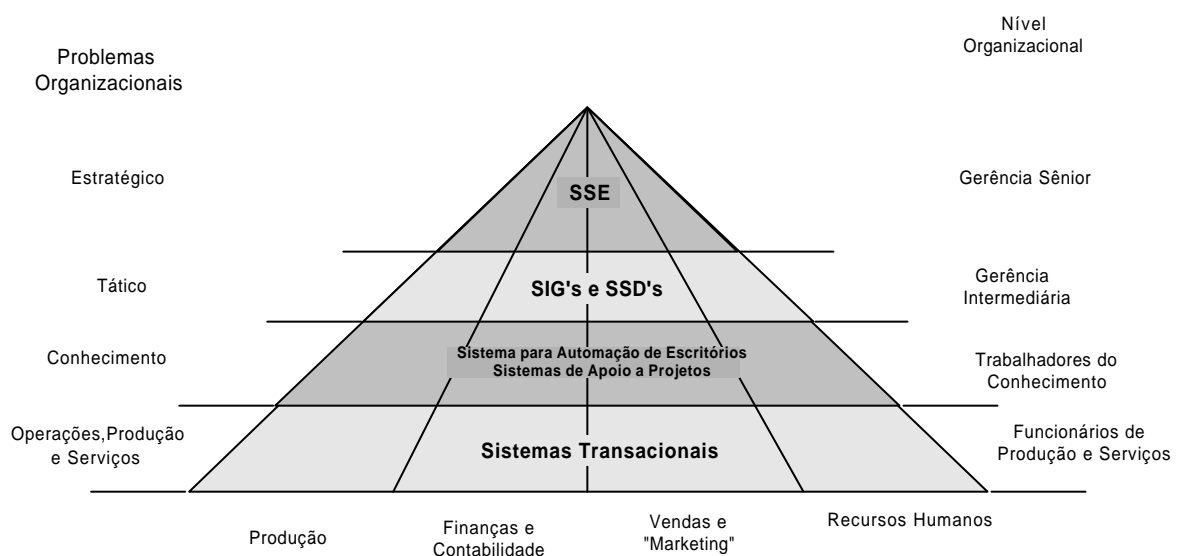 Problemas
Organizacionais
Nível
Organizacional
Estratégico
SSE
Gerência Sênior
Tático
SIG's e SSD's
Gerência
Intermediária
Conhecimento
Sistema para Automação de Escritórios
Sistemas de Apoio a Projetos
Trabalhadores do
Conhecimento
Operações,Produção
e Serviços
Sistemas Transacionais
Funcionários de
Produção e Serviços
Produção
Finanças e
Contabilidade
Vendas e
"Marketing"
Recursos Humanos